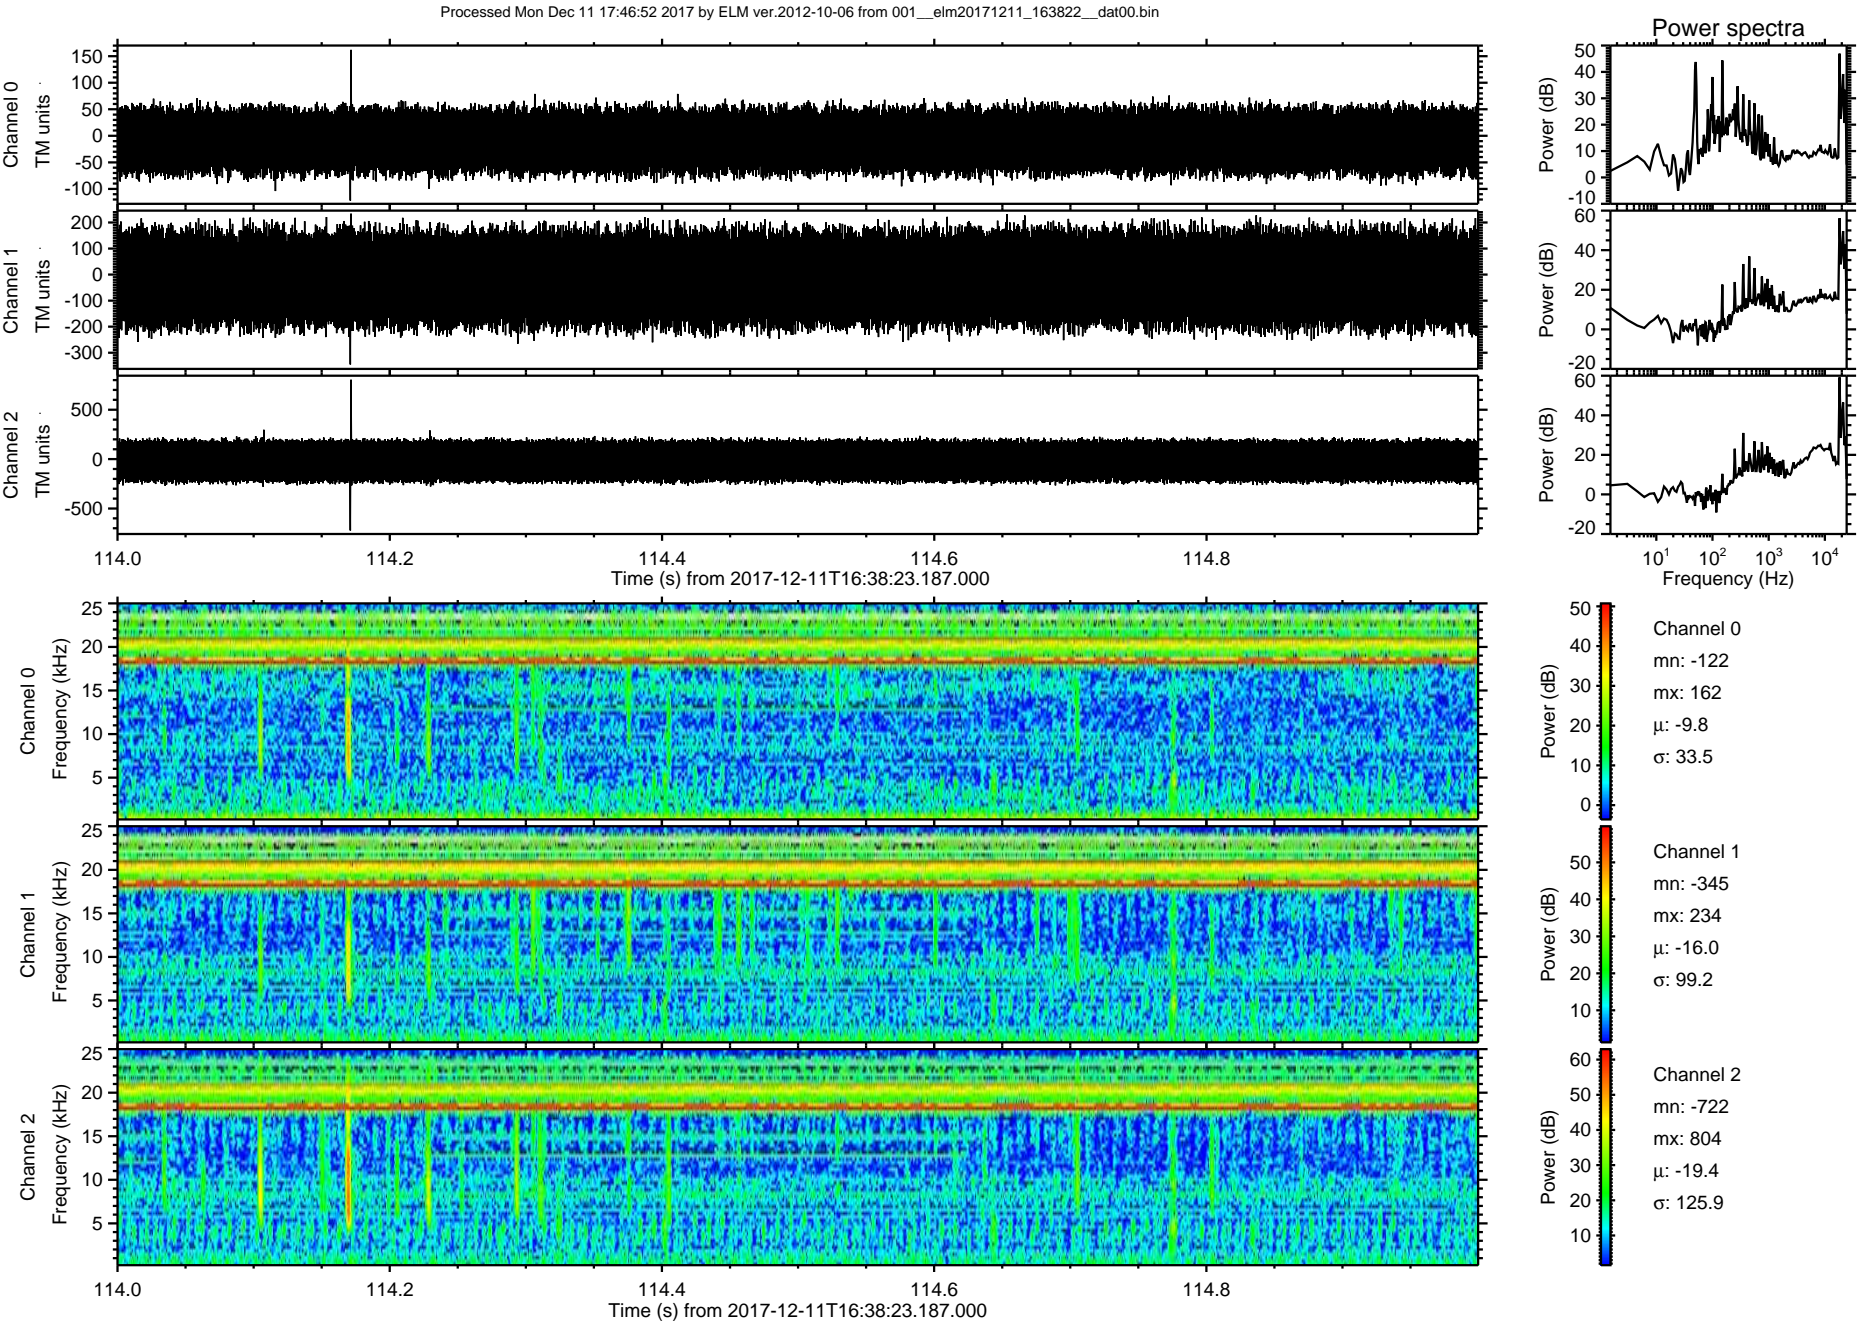 Processed Mon Dec 11 17:46:52 2017 by ELM ver.2012-10-06 from 001__elm20171211_163822__dat00.bin
Power spectra
Channel 0
TM units
150
100
50
0
-50
-100
Power (dB)
50
40
30
20
10
0
-10
Channel 1
TM units
200
100
0
-100
-200
-300
Power (dB)
60
40
20
0
-20
Channel 2
TM units
500
0
-500
Power (dB)
60
40
20
0
-20
114.0 114.2 114.4 114.6 114.8
Time (s) from 2017-12-11T16:38:23.187.000
10^1 10^2 10^3 10^4
Frequency (Hz)
Channel 0
Frequency (kHz)
25
20
15
10
5
Power (dB)
50
40
30
20
10
0
Channel 0
mn: -122
mx: 162
µ: -9.8
σ: 33.5
Channel 1
Frequency (kHz)
25
20
15
10
5
Power (dB)
50
40
30
20
10
Channel 1
mn: -345
mx: 234
µ: -16.0
σ: 99.2
Channel 2
Frequency (kHz)
25
20
15
10
5
Power (dB)
60
50
40
30
20
10
Channel 2
mn: -722
mx: 804
µ: -19.4
σ: 125.9
114.0 114.2 114.4 114.6 114.8
Time (s) from 2017-12-11T16:38:23.187.000